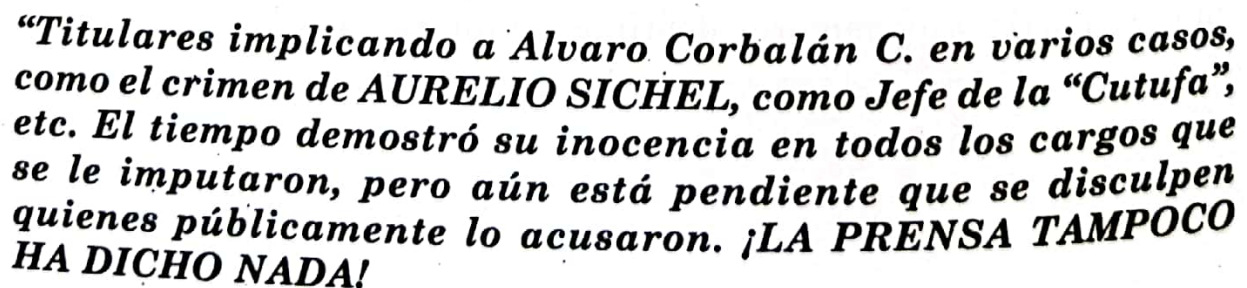 “Titulares implicando a Alvaro Corbalán C. en varios casos,
como el crimen de AURELIO SICHEL, como Jefe de la “Cutufa”,
etc. El tiempo demostró su inocencia en todos los cargos que
se le imputaron, pero aún está pendiente que se disculpen
quienes públicamente lo acusaron. ¡LA PRENSA TAMPOCO
HA DICHO NADA!